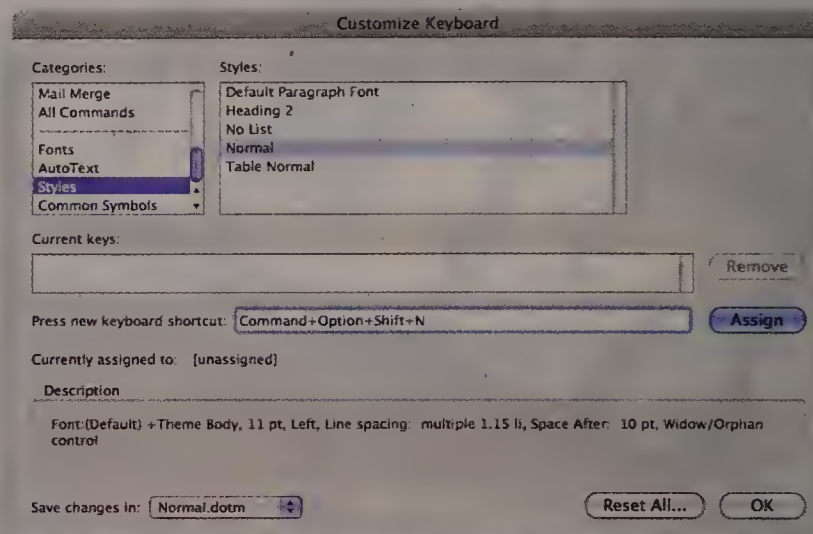 Customize Keyboard
Categories:
Styles:
Mail Merge
All Commands
Fonts
AutoText
Styles
Common Symbols
Default Paragraph Font
Heading 2
No List
Normal
Table Normal
Current keys:
Remove
Press new keyboard shortcut: Command+Option+Shift+N
Assign
Currently assigned to: [unassigned]
Description
Font:(Default) +Theme Body, 11 pt, Left, Line spacing: multiple 1.15 li, Space After: 10 pt, Widow/Orphan
control
Save changes in: Normal.dotm
Reset All...
OK